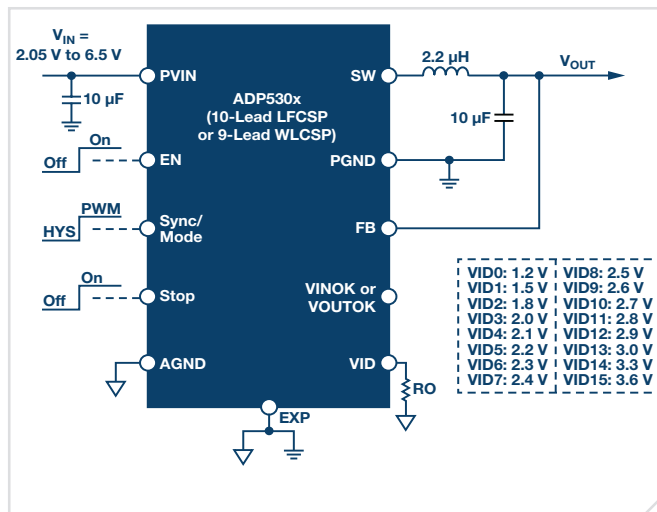 VIN =
2.05 V to 6.5 V
10 µF
PVIN
ADP530x
(10-Lead LFCSP
or 9-Lead WLCSP)
SW
2.2 µH
VOUT
10 µF
On
Off
EN
PGND
PWM
HYS
Sync/
Mode
FB
On
Off
Stop
VINOK or
VOUTOK
AGND
VID
RO
EXP
VID0: 1.2 V
VID1: 1.5 V
VID2: 1.8 V
VID3: 2.0 V
VID4: 2.1 V
VID5: 2.2 V
VID6: 2.3 V
VID7: 2.4 V
VID8: 2.5 V
VID9: 2.6 V
VID10: 2.7 V
VID11: 2.8 V
VID12: 2.9 V
VID13: 3.0 V
VID14: 3.3 V
VID15: 3.6 V